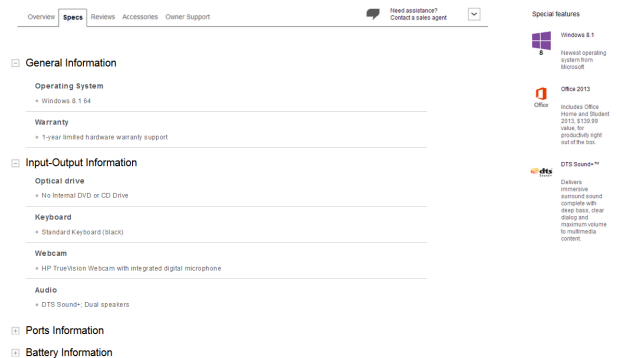 Overview Specs Reviews Accessories Owner Support
Need assistance?
Contact a sales agent
General Information
Operating System
Windows 8.1 64
Warranty
1-year limited hardware warranty support
Input-Output Information
Optical drive
No Internal DVD or CD Drive
Keyboard
Standard Keyboard (black)
Webcam
HP TrueVision Webcam with integrated digital microphone
Audio
DTS Sound+; Dual speakers
Ports Information
Battery Information
Special features
8
Windows 8.1
Newest operating
system from
Microsoft
Office
Office 2013
Includes Office
Home and Student
2013, $139.99
value, for
productivity right
out of the box.
dts
Sound+
DTS Sound+™
Delivers
immersive
surround sound
complete with
deep bass, clear
dialog and
maximum volume
to multimedia
content.